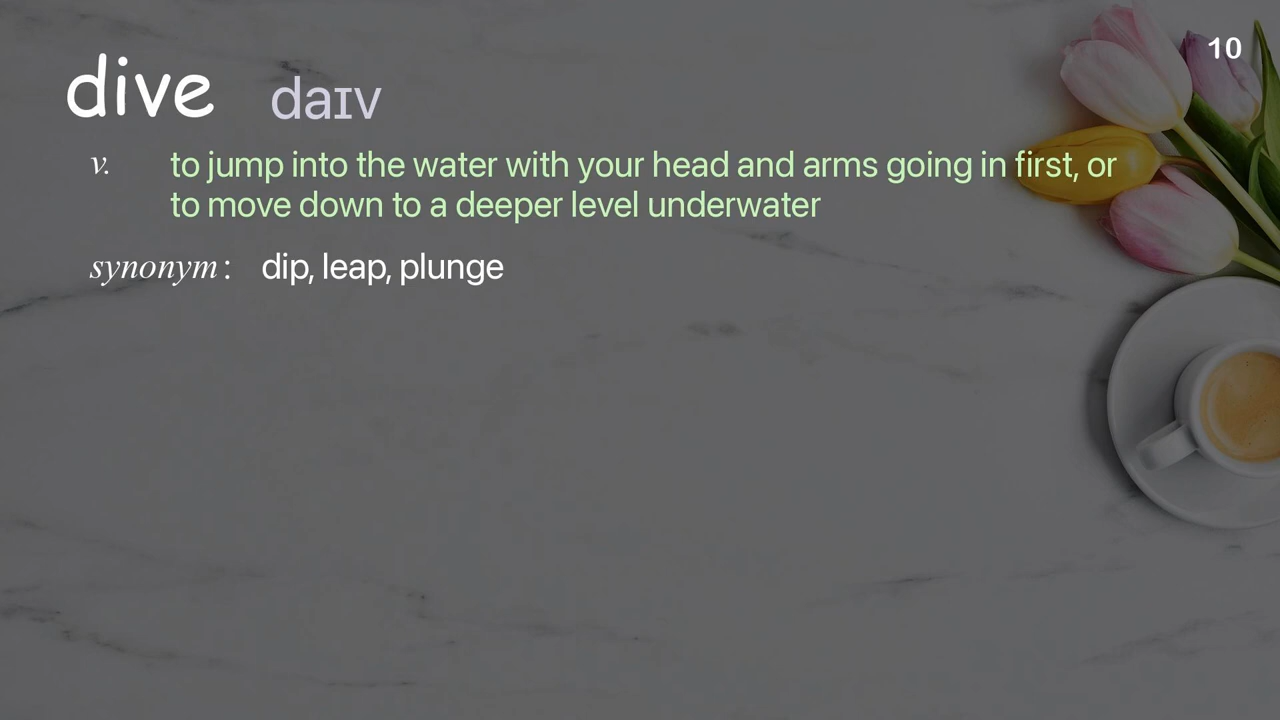 10
dive daɪv
v. to jump into the water with your head and arms going in first, or
to move down to a deeper level underwater
synonym: dip, leap, plunge